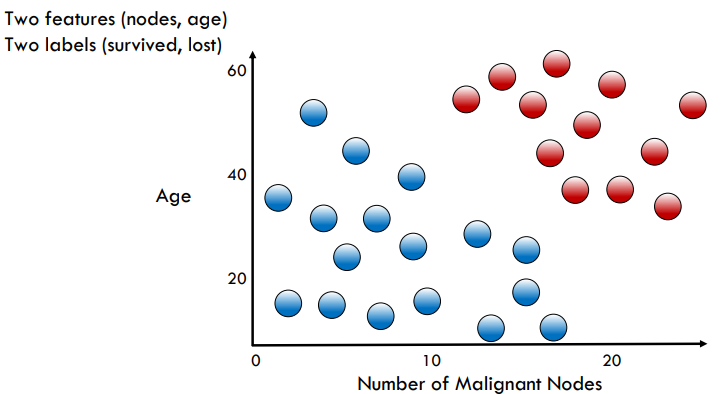 Two features (nodes, age)
Two labels (survived, lost)
60
40
Age
20
0
10
20
Number of Malignant Nodes